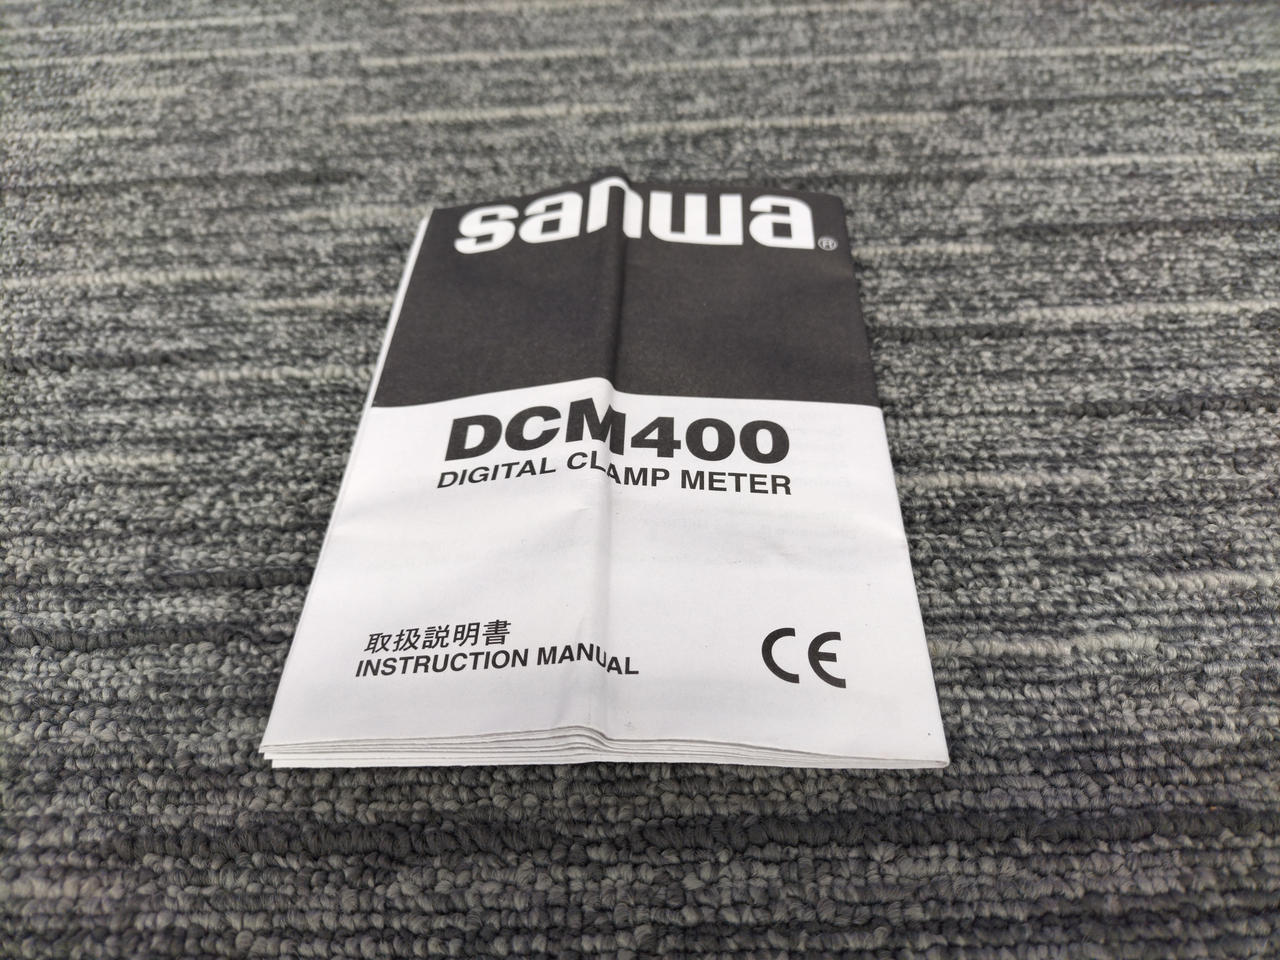 sanwa®
DCM400
DIGITAL CLAMP METER
取扱説明書
INSTRUCTION MANUAL
CE